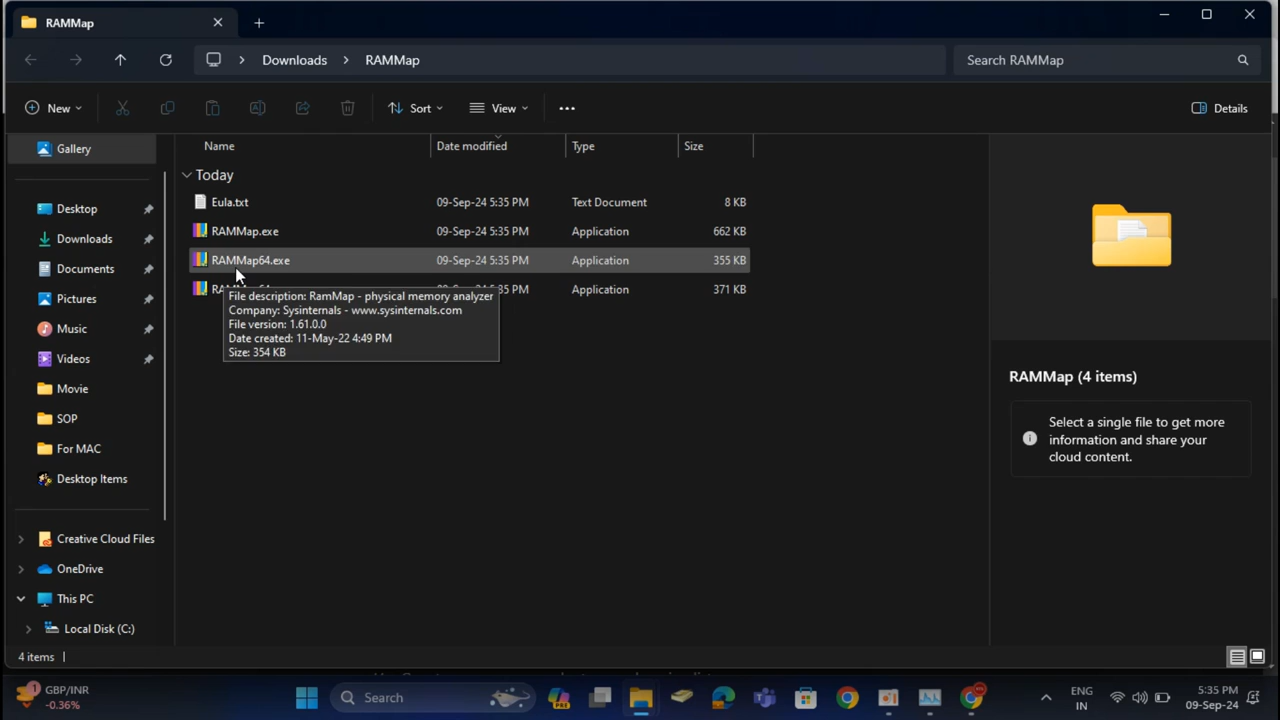 RAMMap
Downloads
RAMMap
Search RAMMap
New
Sort
View
Details
Name
Date modified
Type
Size
Gallery
Today
Desktop
Downloads
Documents
Pictures
Music
Videos
Movie
SOP
For MAC
Desktop Items
Creative Cloud Files
OneDrive
This PC
Local Disk (C:)
Eula.txt 09-Sep-24 5:35 PM Text Document 8 KB
RAMMap.exe 09-Sep-24 5:35 PM Application 662 KB
RAMMap64.exe 09-Sep-24 5:35 PM Application 355 KB
09-Sep-24 5:35 PM Application 371 KB
File description: RamMap - physical memory analyzer
Company: Sysinternals - www.sysinternals.com
File version: 1.61.0.0
Date created: 11-May-22 4:49 PM
Size: 354 KB
RAMMap (4 items)
Select a single file to get more
information and share your
cloud content.
4 items
GBP/INR
-0.36%
Search
ENG
IN
5:35 PM
09-Sep-24